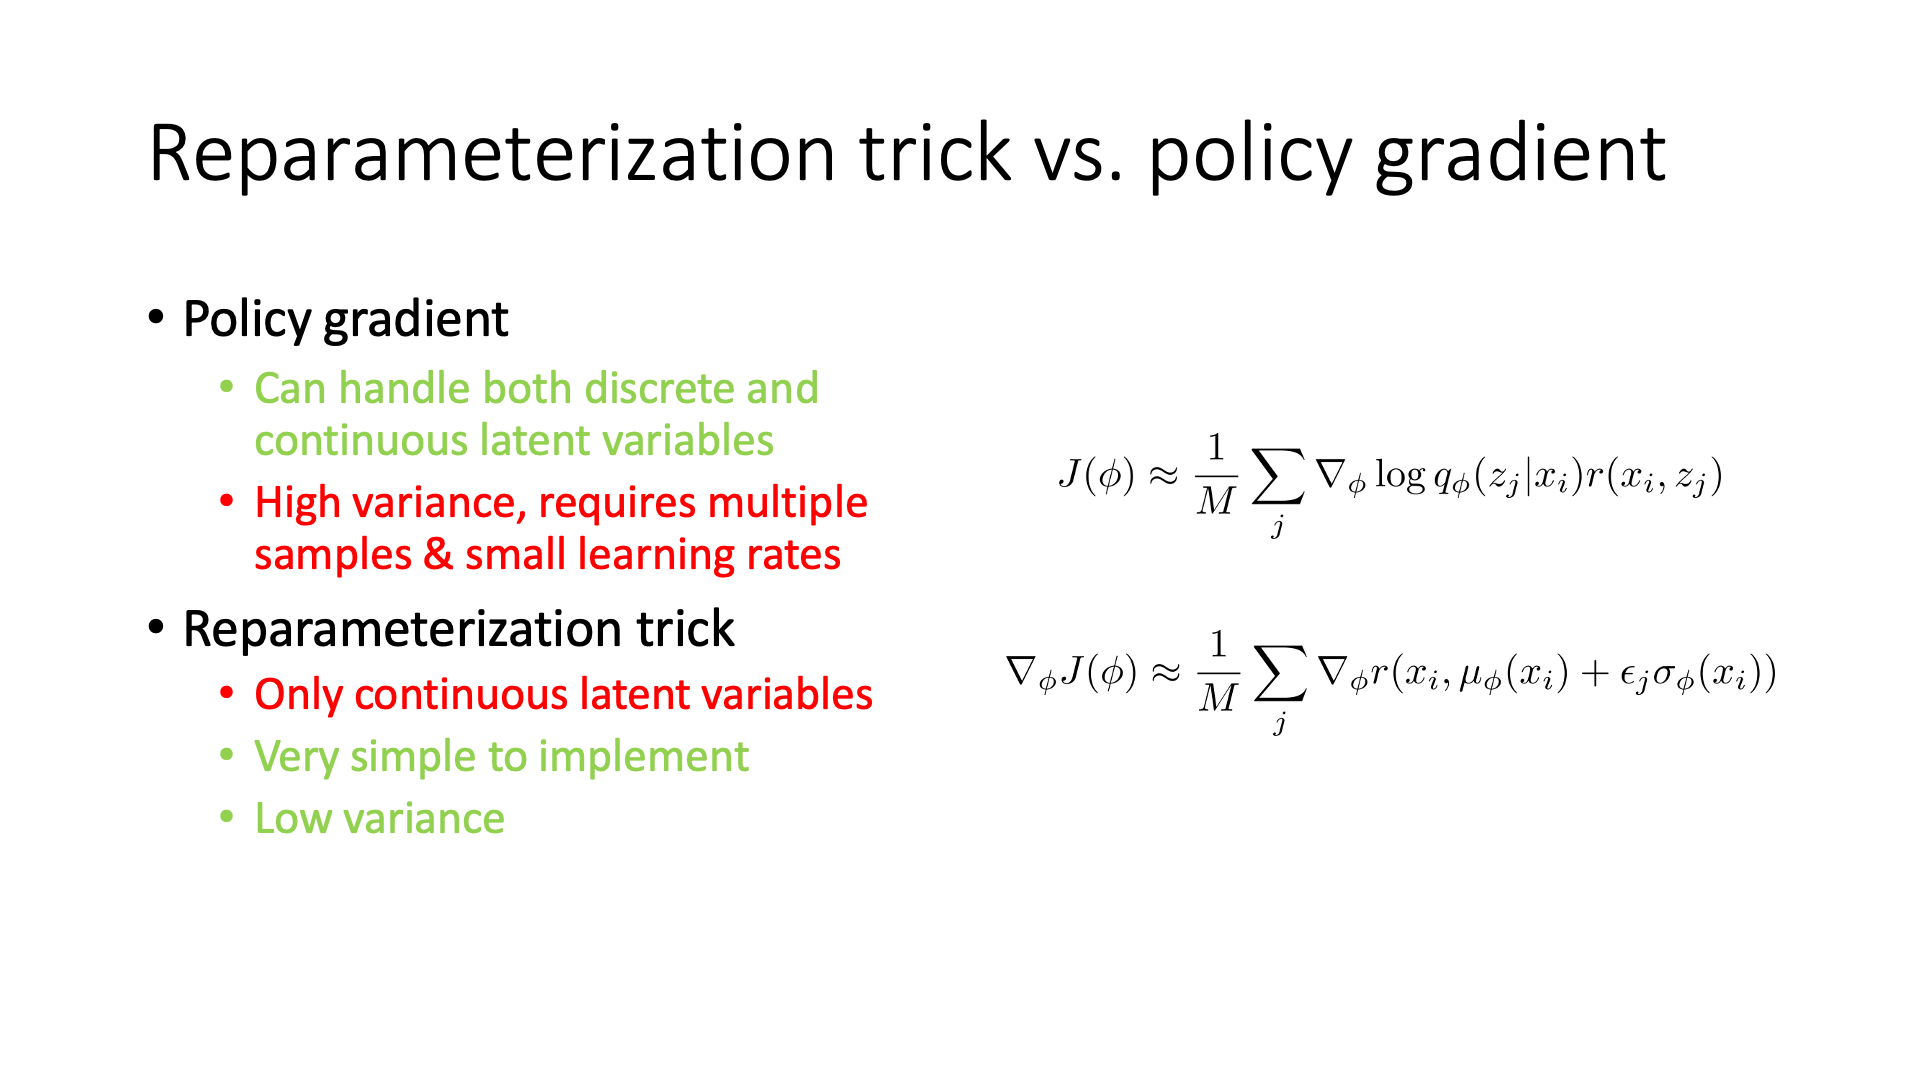 Reparameterization trick vs. policy gradient
• Policy gradient
• Can handle both discrete and
continuous latent variables
• High variance, requires multiple
samples & small learning rates
• Reparameterization trick
• Only continuous latent variables
• Very simple to implement
• Low variance
$J(\phi) \approx \frac{1}{M} \sum_{j} \nabla_\phi \log q_\phi(z_j|x_i) r(x_i, z_j)$
$\nabla_\phi J(\phi) \approx \frac{1}{M} \sum_{j} \nabla_\phi r(x_i, \mu_\phi(x_i) + \epsilon_j \sigma_\phi(x_i))$